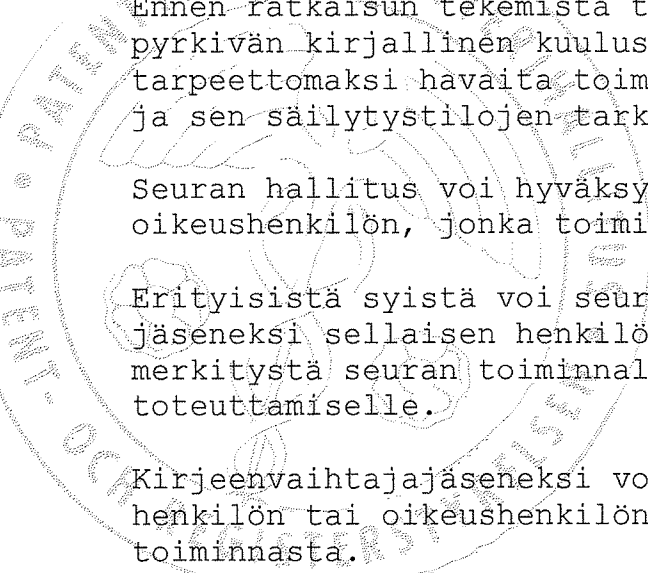 Ennen ratkaisun tekemistä t
pyrkivän kirjallinen kuulus
tarpeettomaksi havaita toim
ja sen säilytystilojen tark
Seuran hallitus voi hyväksy
oikeushenkilön, jonka toimi
Erityisistä syistä voi seur
jäseneksi sellaisen henkilö
merkitystä seuran toiminnal
toteuttamiselle.
Kirjeenvaihtajajäseneksi vo
henkilön tai oikeushenkilön
toiminnasta.